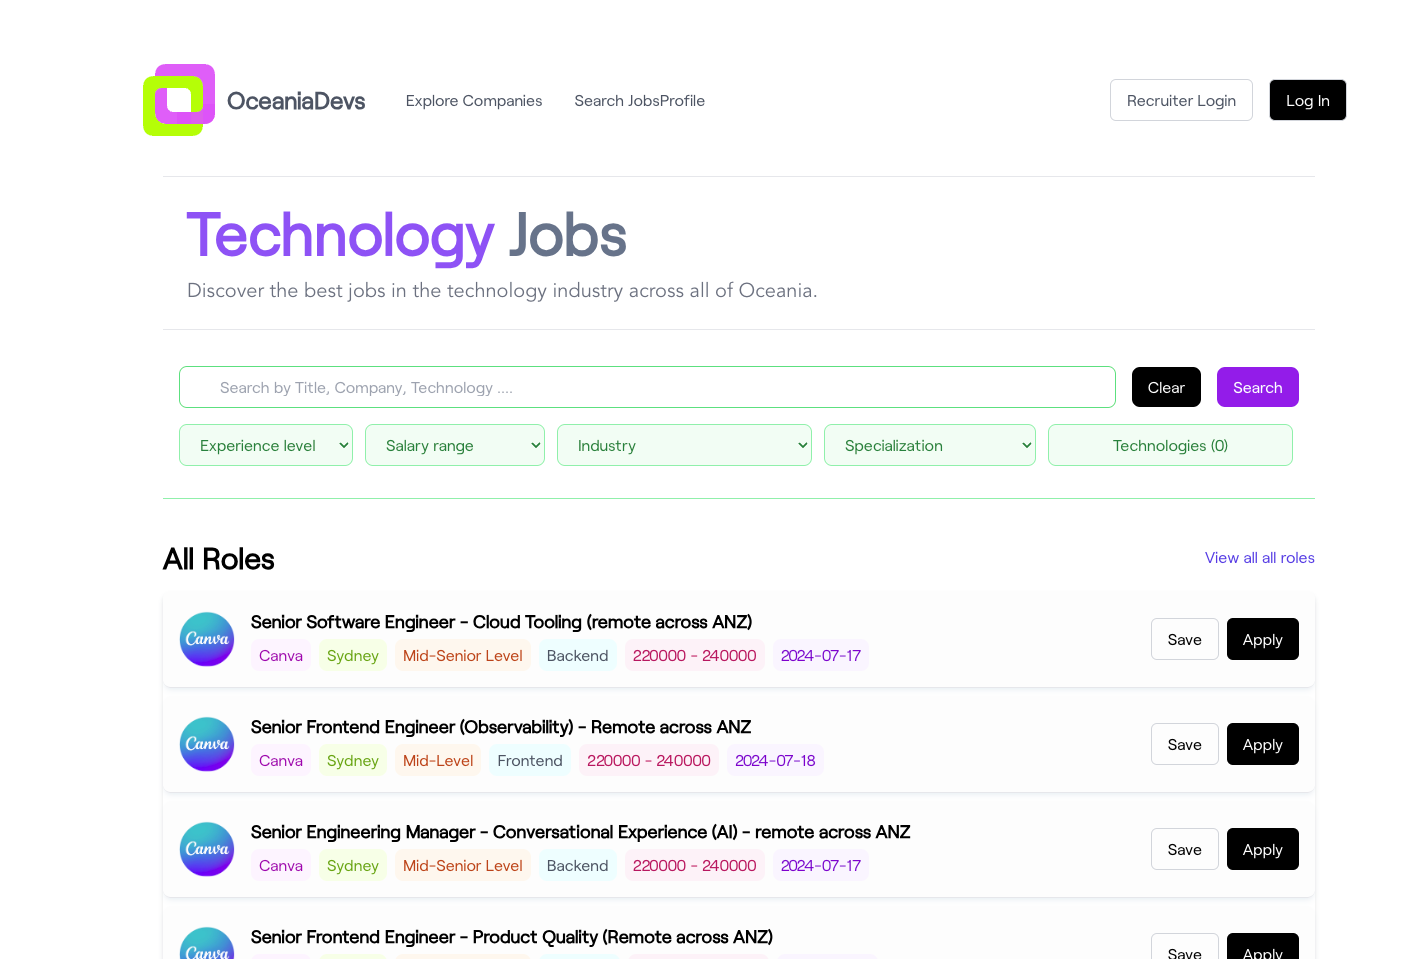 OceaniaDevs Explore Companies Search JobsProfile Recruiter Login Log In
Technology Jobs
Discover the best jobs in the technology industry across all of Oceania.
Search by Title, Company, Technology .... Clear Search
Experience level Salary range Industry Specialization Technologies (0)
All Roles View all all roles
Senior Software Engineer - Cloud Tooling (remote across ANZ)
Canva Canva Sydney Mid-Senior Level Backend 220000 - 240000 2024-07-17 Save Apply
Senior Frontend Engineer (Observability) - Remote across ANZ
Canva Canva Sydney Mid-Level Frontend 220000 - 240000 2024-07-18 Save Apply
Senior Engineering Manager - Conversational Experience (AI) - remote across ANZ
Canva Canva Sydney Mid-Senior Level Backend 220000 - 240000 2024-07-17 Save Apply
Senior Frontend Engineer - Product Quality (Remote across ANZ)
Canva Save Apply